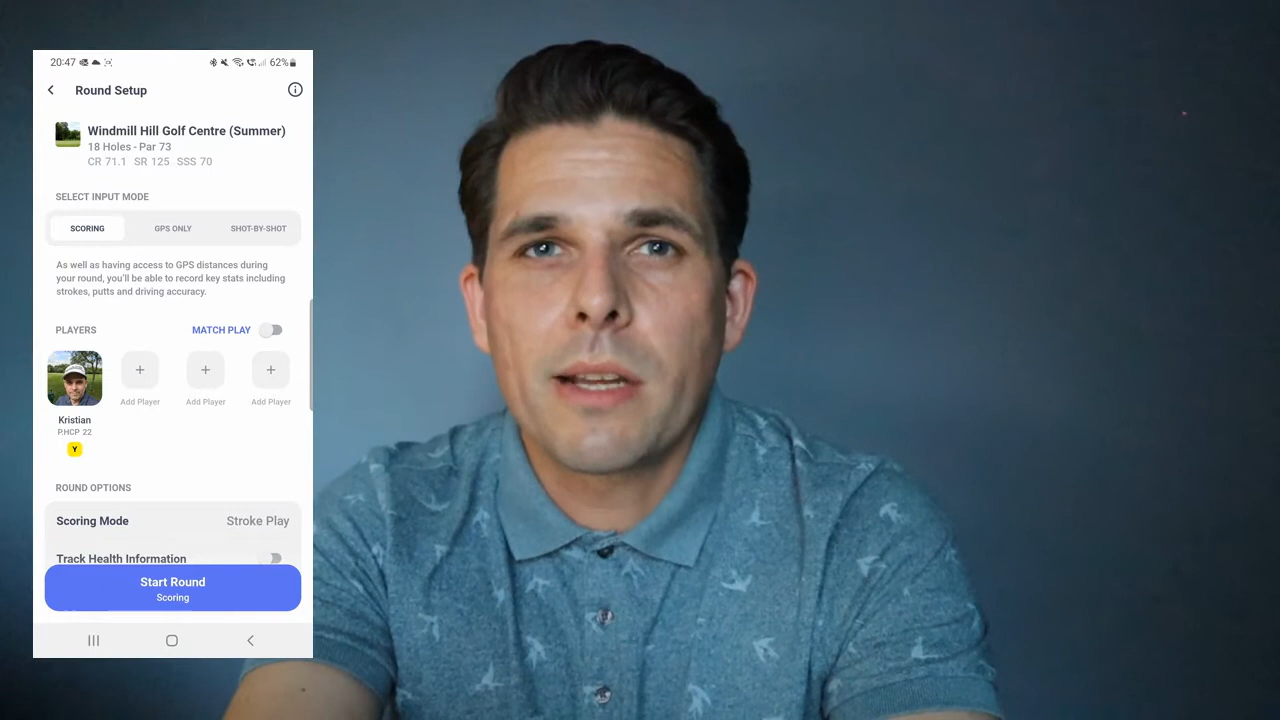 20:47 62%
Round Setup
Windmill Hill Golf Centre (Summer)
18 Holes - Par 73
CR 71.1 SR 125 SSS 70
SELECT INPUT MODE
SCORING GPS ONLY SHOT-BY-SHOT
As well as having access to GPS distances during
your round, you'll be able to record key stats including
strokes, putts and driving accuracy.
PLAYERS MATCH PLAY
Add Player Add Player Add Player
Kristian
P.HCP 22
Y
ROUND OPTIONS
Scoring Mode Stroke Play
Track Health Information
Start Round
Scoring